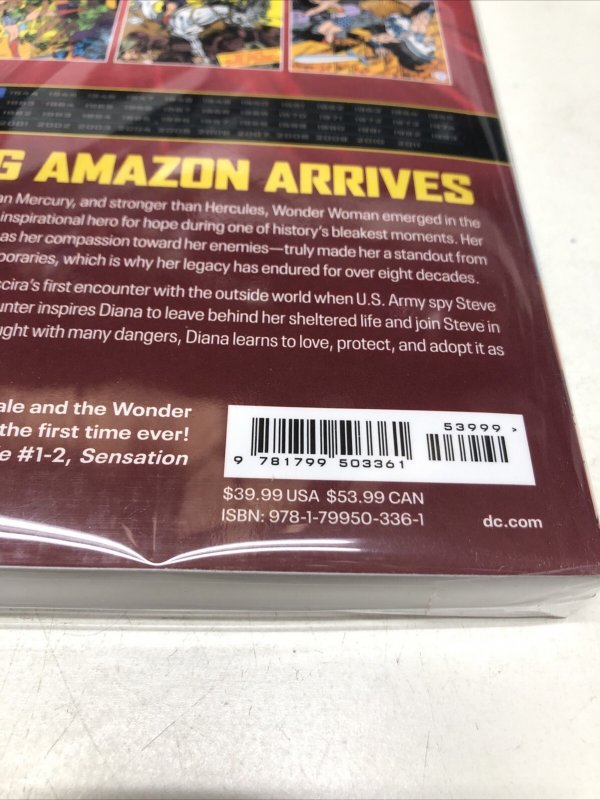 G AMAZON ARRIVES
an Mercury, and stronger than Hercules, Wonder Woman emerged in the
inspirational hero for hope during one of history's bleakest moments. Her
as her compassion toward her enemies—truly made her a standout from
poraries, which is why her legacy has endured for over eight decades.
scira's first encounter with the outside world when U.S. Army spy Steve
unter inspires Diana to leave behind her sheltered life and join Steve in
ught with many dangers, Diana learns to love, protect, and adopt it as
ale and the Wonder
the first time ever!
e #1-2, Sensation
53999 >
9 781799 503361
$39.99 USA $53.99 CAN
ISBN: 978-1-79950-336-1
dc.com